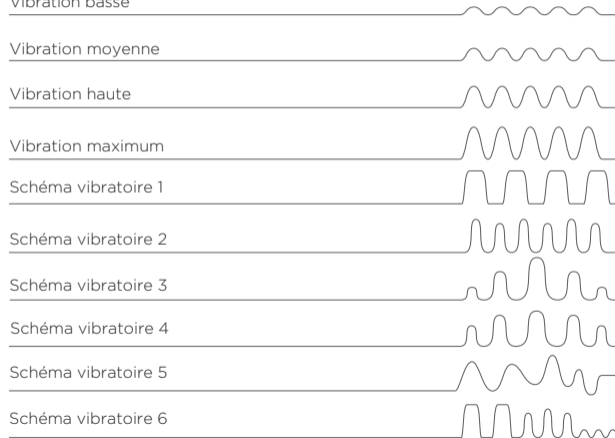 Vibration basse
Vibration moyenne
Vibration haute
Vibration maximum
Schéma vibratoire 1
Schéma vibratoire 2
Schéma vibratoire 3
Schéma vibratoire 4
Schéma vibratoire 5
Schéma vibratoire 6